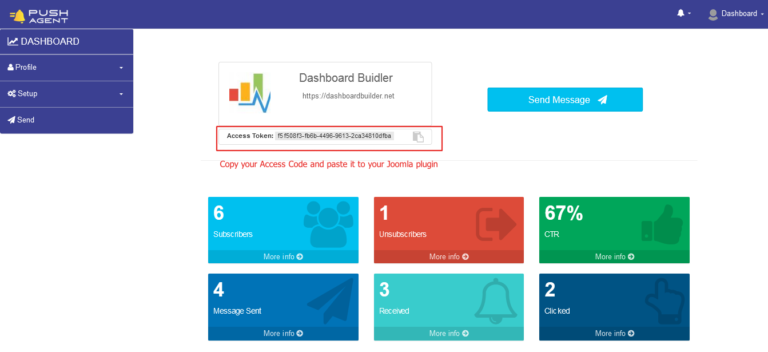 PUSH
AGENT
Dashboard
DASHBOARD
Profile
Setup
Send
Dashboard Buidler
https://dashboardbuilder.net
Send Message
Access Token: f5f508f3-fb6b-4496-9613-2ca34810dfba
Copy your Access Code and paste it to your Joomla plugin
6
Subscribers
More info
1
Unsubscribers
More info
67%
CTR
More info
4
Message Sent
More info
3
Received
More info
2
Clicked
More info